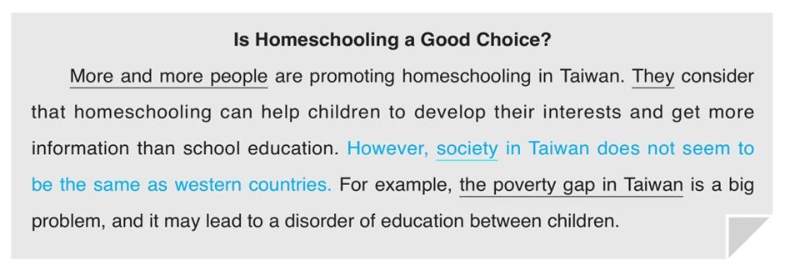 Is Homeschooling a Good Choice?
More and more people are promoting homeschooling in Taiwan. They consider
that homeschooling can help children to develop their interests and get more
information than school education. However, society in Taiwan does not seem to
be the same as western countries. For example, the poverty gap in Taiwan is a big
problem, and it may lead to a disorder of education between children.